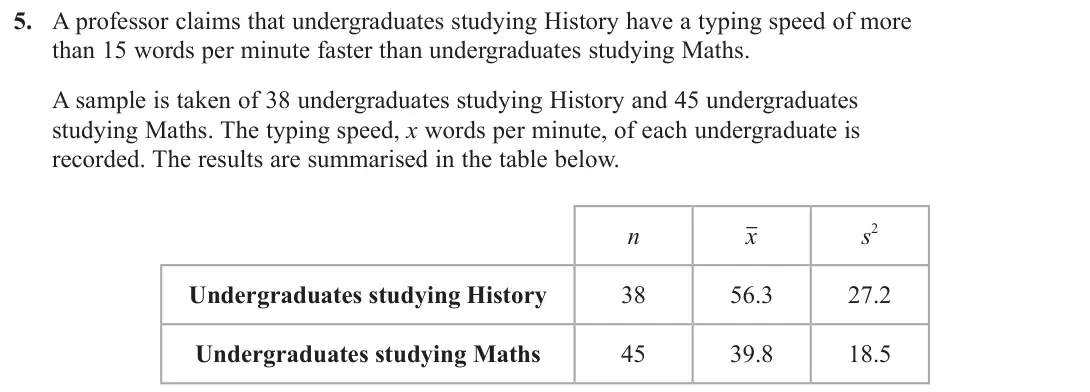 5. A professor claims that undergraduates studying History have a typing speed of more
than 15 words per minute faster than undergraduates studying Maths.
A sample is taken of 38 undergraduates studying History and 45 undergraduates
studying Maths. The typing speed, x words per minute, of each undergraduate is
recorded. The results are summarised in the table below.
n x̄ s²
Undergraduates studying History 38 56.3 27.2
Undergraduates studying Maths 45 39.8 18.5